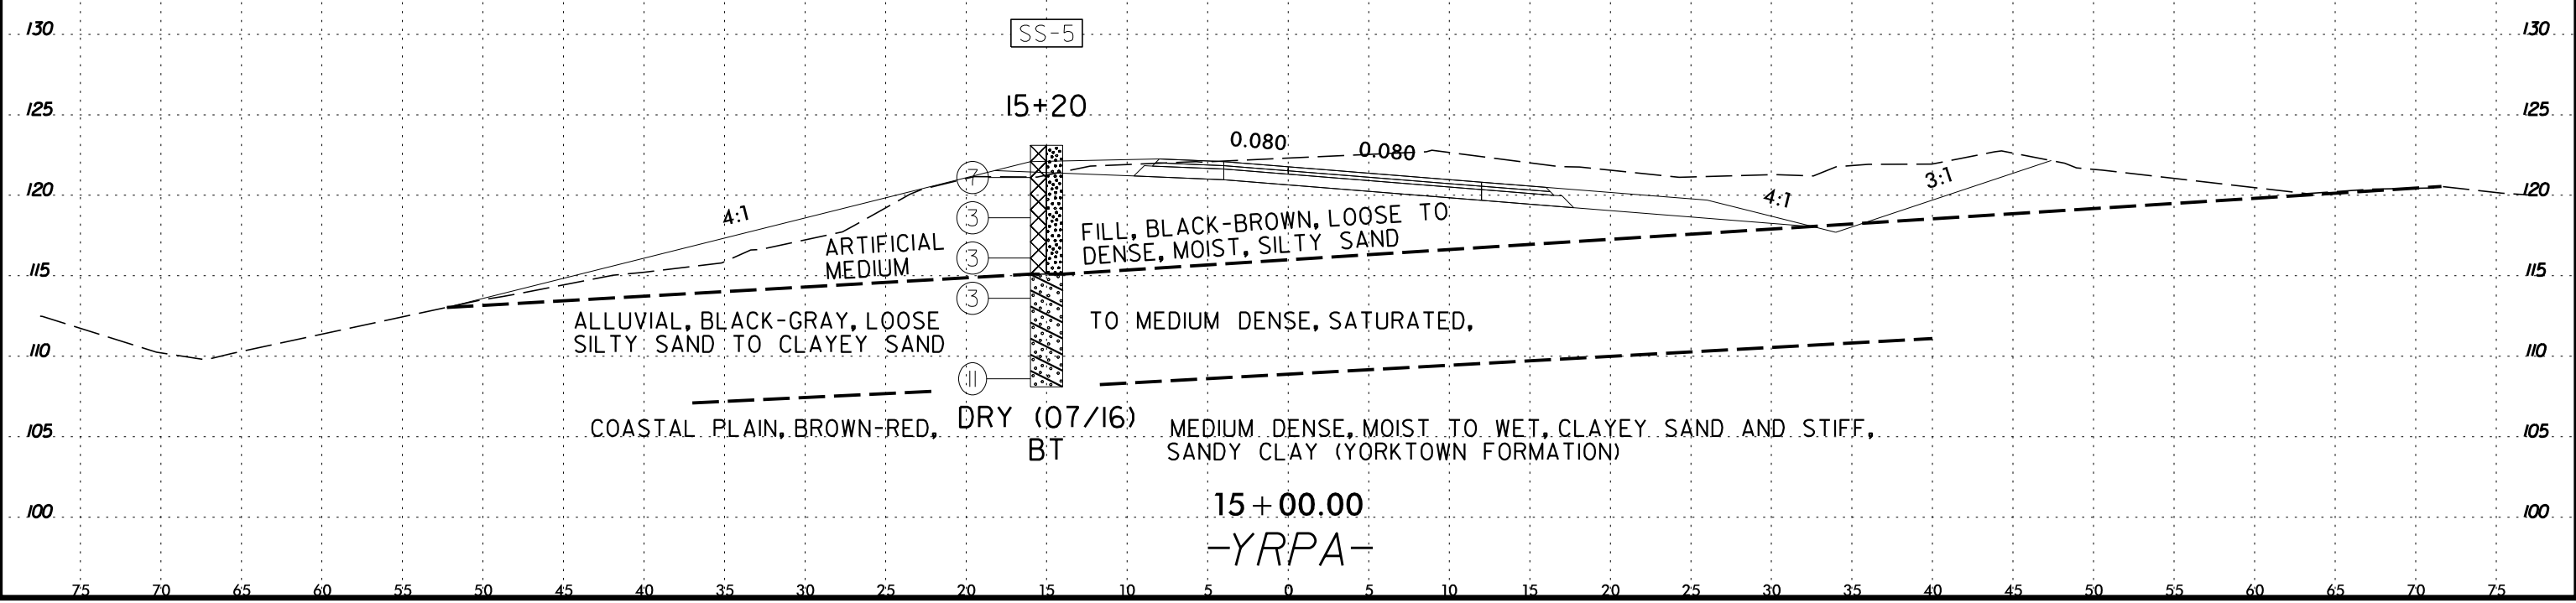 SS-5
130 130
15+20
125 125
0.080 0.080
7
120 120
4:1 4:1 3:1
3
ARTIFICIAL FILL, BLACK-BROWN, LOOSE TO
MEDIUM DENSE, MOIST, SILTY SAND
3
115 115
3
ALLUVIAL, BLACK-GRAY, LOOSE TO MEDIUM DENSE, SATURATED,
SILTY SAND TO CLAYEY SAND
110 110
11
DRY (07/16)
COASTAL PLAIN, BROWN-RED, MEDIUM DENSE, MOIST TO WET, CLAYEY SAND AND STIFF,
105 105
BT SANDY CLAY (YORKTOWN FORMATION)
15+00.00
100 100
-YRPA-
75 70 65 60 55 50 45 40 35 30 25 20 15 10 5 0 5 10 15 20 25 30 35 40 45 50 55 60 65 70 75